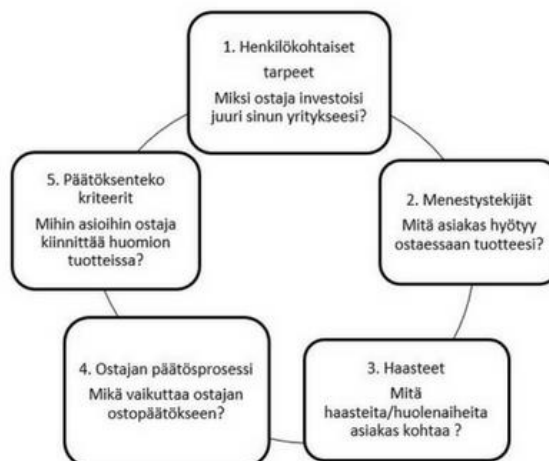 1. Henkilökohtaiset
tarpeet
Miksi ostaja investoisi
juuri sinun yritykseesi?
2. Menestystekijät
Mitä asiakas hyötyy
ostaessaan tuotteesi?
3. Haasteet
Mitä
haasteita/huolenaiheita
asiakas kohtaa ?
4. Ostajan päätösprosessi
Mikä vaikuttaa ostajan
ostopäätökseen?
5. Päätöksenteko
kriteerit
Mihin asioihin ostaja
kiinnittää huomion
tuotteissa?